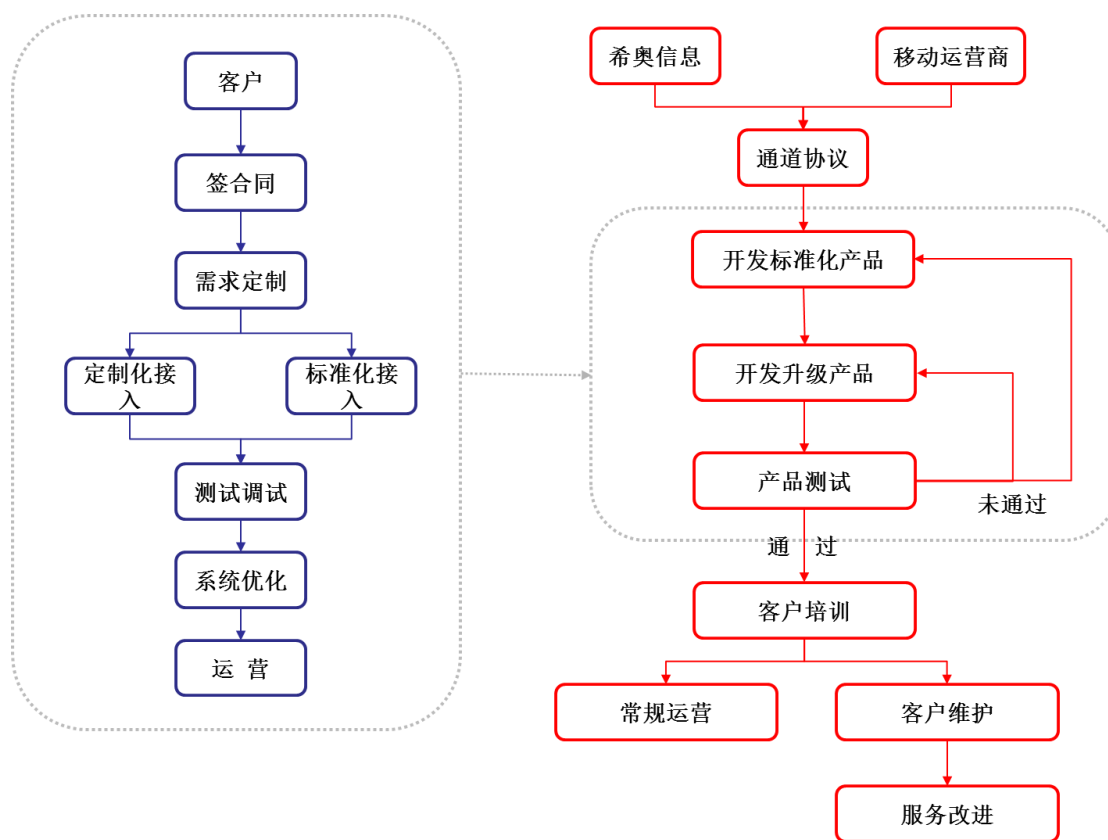 客户
签合同
需求定制
定制化接
入
标准化接
入
测试调试
系统优化
运 营
希奥信息
移动运营商
通道协议
开发标准化产品
开发升级产品
产品测试
未通过
通 过
客户培训
常规运营
客户维护
服务改进